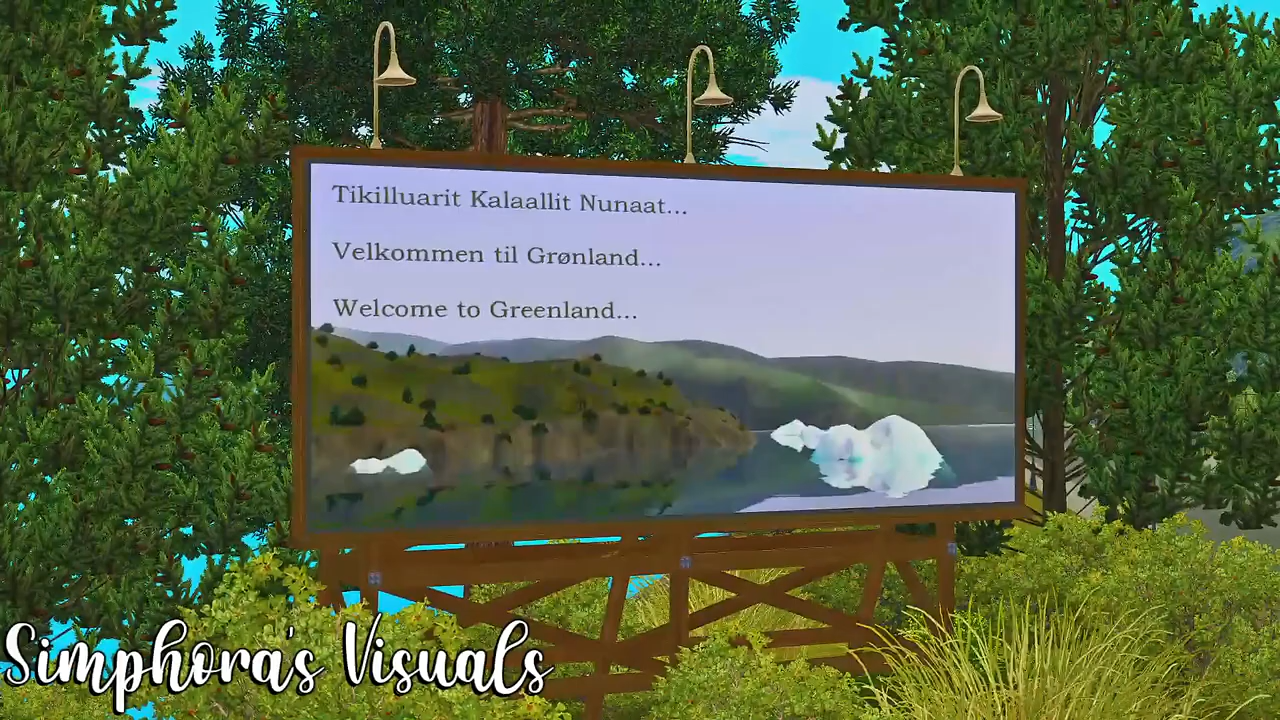 Tikilluarit Kalaallit Nunaat...
Velkommen til Grønland...
Welcome to Greenland...
Simphora's Visuals